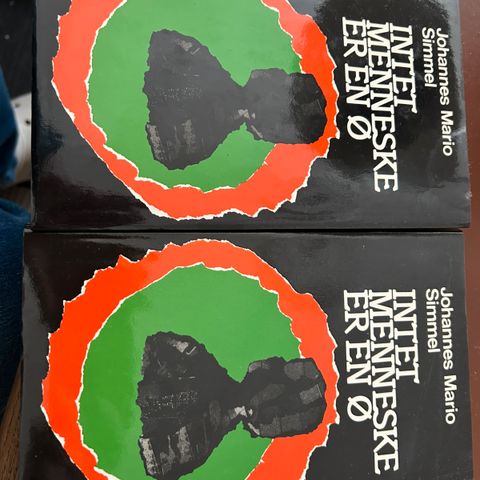 Johannes Mario
Simmel
INTET
MENNESKE
ER EN Ø
Johannes Mario
Simmel
INTET
MENNESKE
ER EN Ø